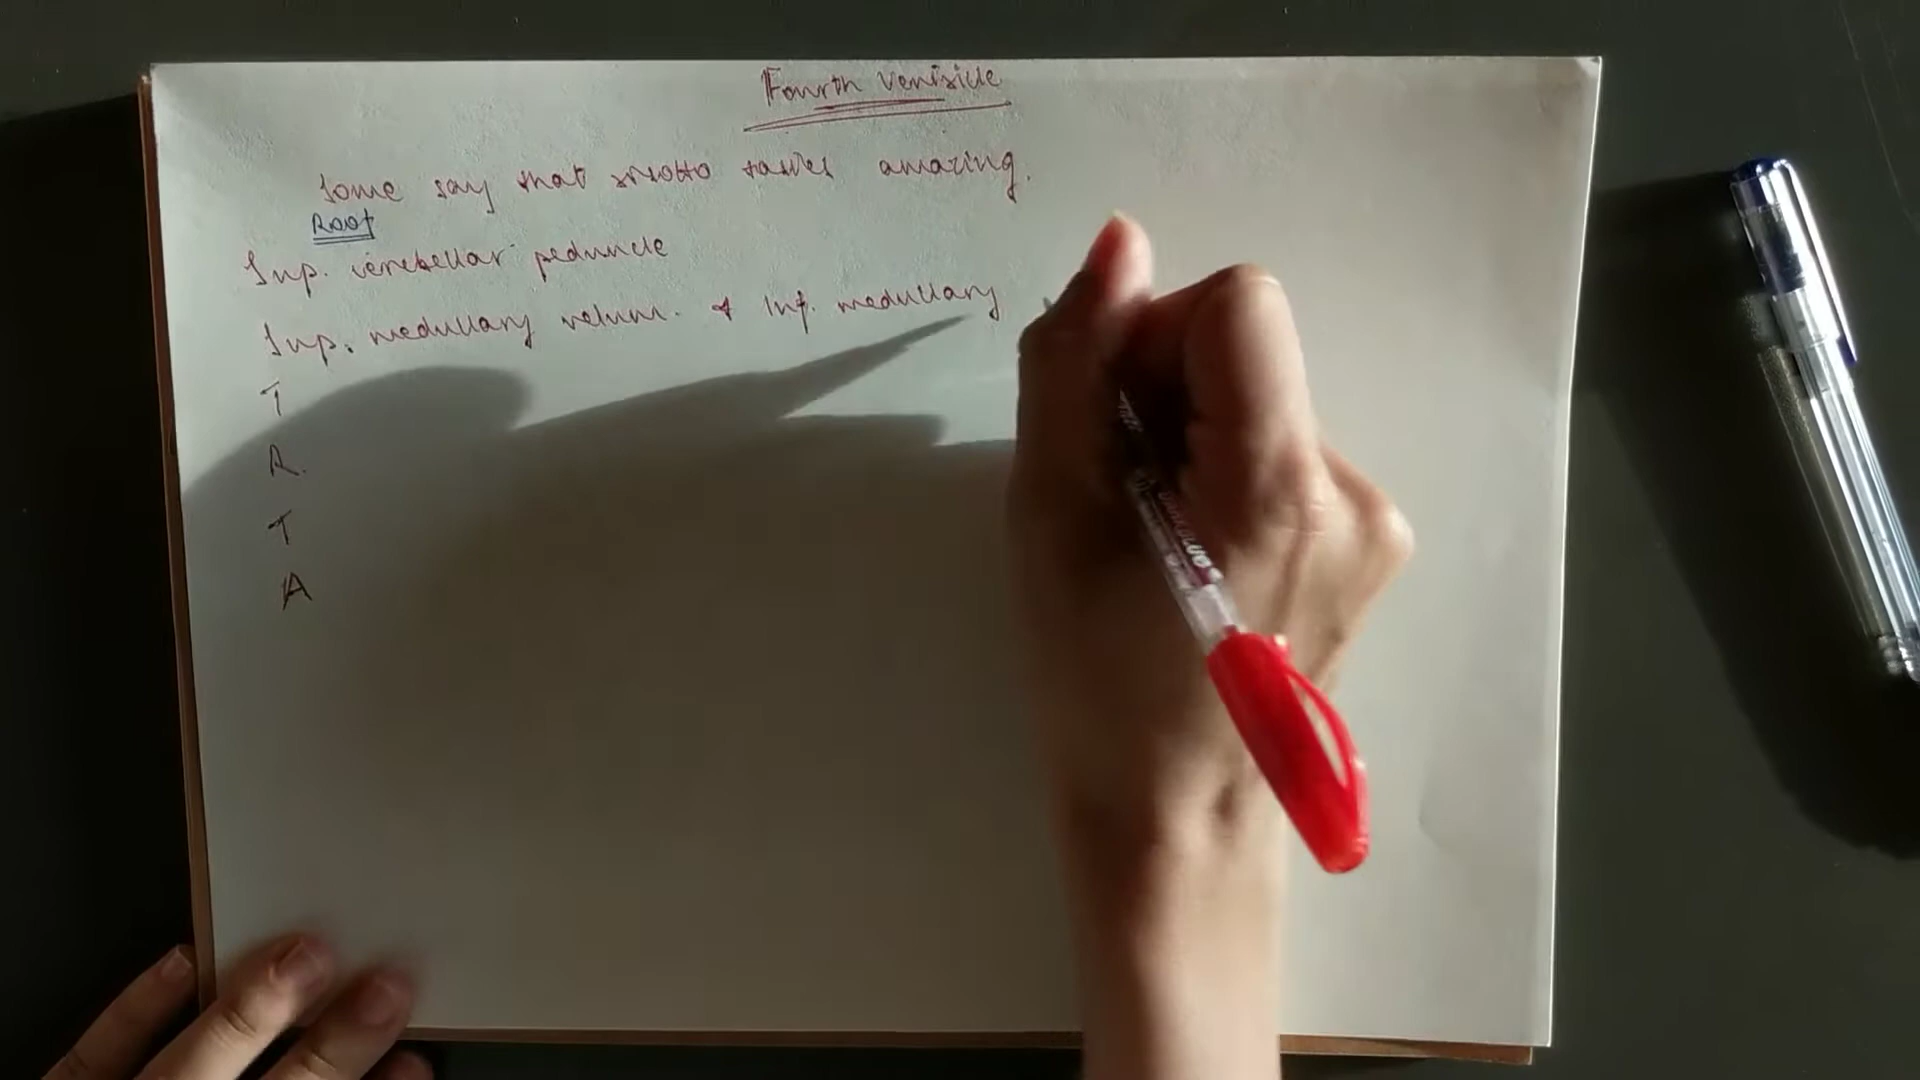 Fourth Ventricle
Some say that risotto tastes amazing.
Roof
Sup. cerebellar peduncle
Sup. medullary velum. & Inf. medullary
T
R.
T
A